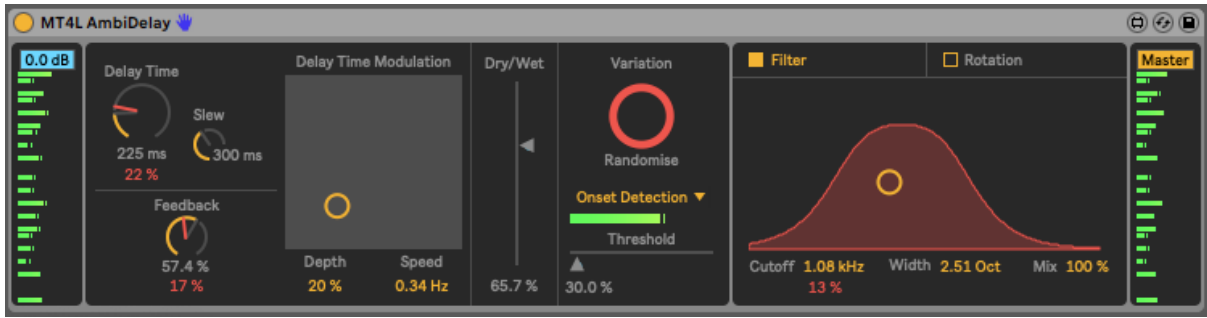 MT4L AmbiDelay
0.0 dB
Delay Time
225 ms
22 %
Slew
300 ms
Feedback
57.4 %
17 %
Delay Time Modulation
Depth
20 %
Speed
0.34 Hz
Dry/Wet
65.7 %
Variation
Randomise
Onset Detection
Threshold
30.0 %
Filter
Rotation
Cutoff 1.08 kHz
13 %
Width 2.51 Oct
Mix 100 %
Master